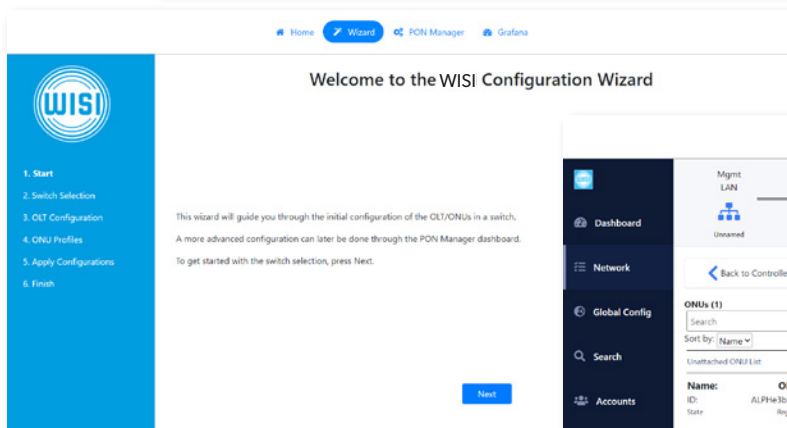 Home
Wizard
PON Manager
Grafana
WISI
1. Start
2. Switch Selection
3. OLT Configuration
4. ONU Profiles
5. Apply Configurations
6. Finish
Welcome to the WISI Configuration Wizard
This wizard will guide you through the initial configuration of the OLT/ONUs in a switch.
A more advanced configuration can later be done through the PON Manager dashboard.
To get started with the switch selection, press Next.
Next
Dashboard
Network
Global Config
Search
Accounts
Mgmt
LAN
Unnamed
Back to Controlle
ONUs (1)
Search
Sort by: Name
Unattached ONU List
Name: O
ID: ALPHe3b
State Reg